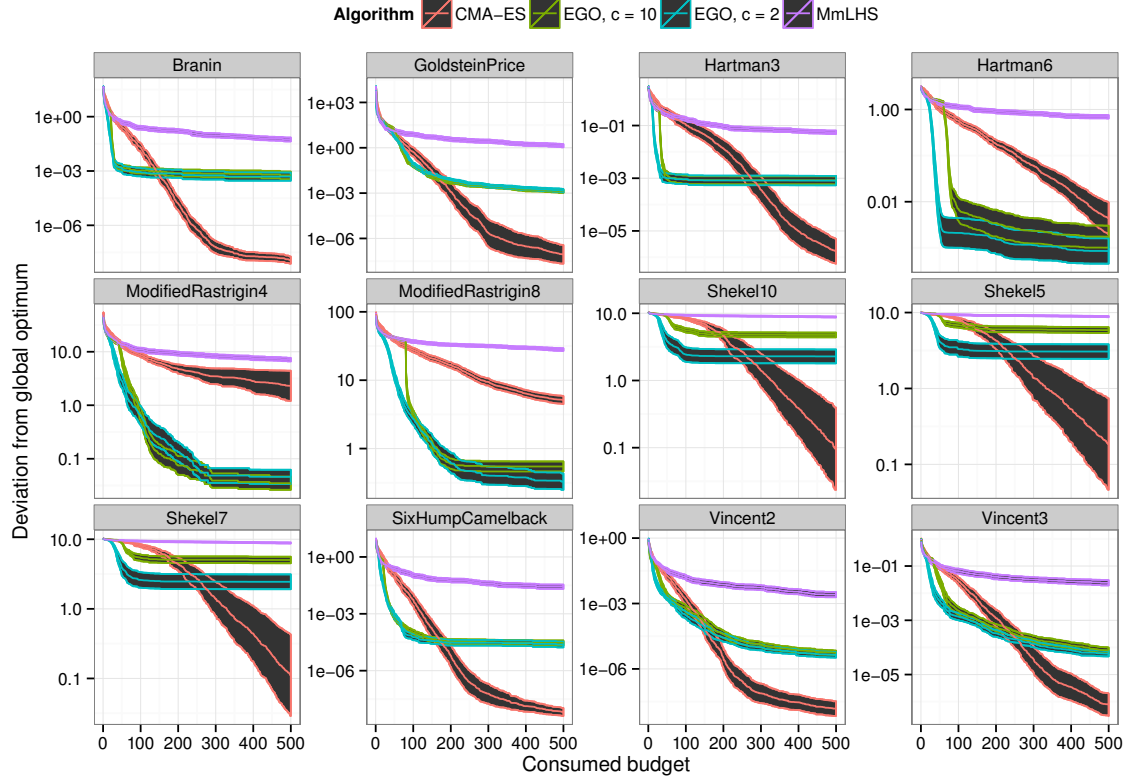 Algorithm CMA−ES EGO, c = 10 EGO, c = 2 MmLHS
Branin GoldsteinPrice Hartman3 Hartman6
1e+00
1e−03
1e−06
1e+03
1e+00
1e−03
1e−06
1e−01
1e−03
1e−05
1.00
0.01
ModifiedRastrigin4 ModifiedRastrigin8 Shekel10 Shekel5
10.0
1.0
0.1
100
10
1
10.0
1.0
0.1
10.0
1.0
0.1
Shekel7 SixHumpCamelback Vincent2 Vincent3
10.0
1.0
0.1
1e+00
1e−03
1e−06
1e+00
1e−03
1e−06
1e−01
1e−03
1e−05
0 100 200 300 400 500 0 100 200 300 400 500 0 100 200 300 400 500 0 100 200 300 400 500
Consumed budget
Deviation from global optimum